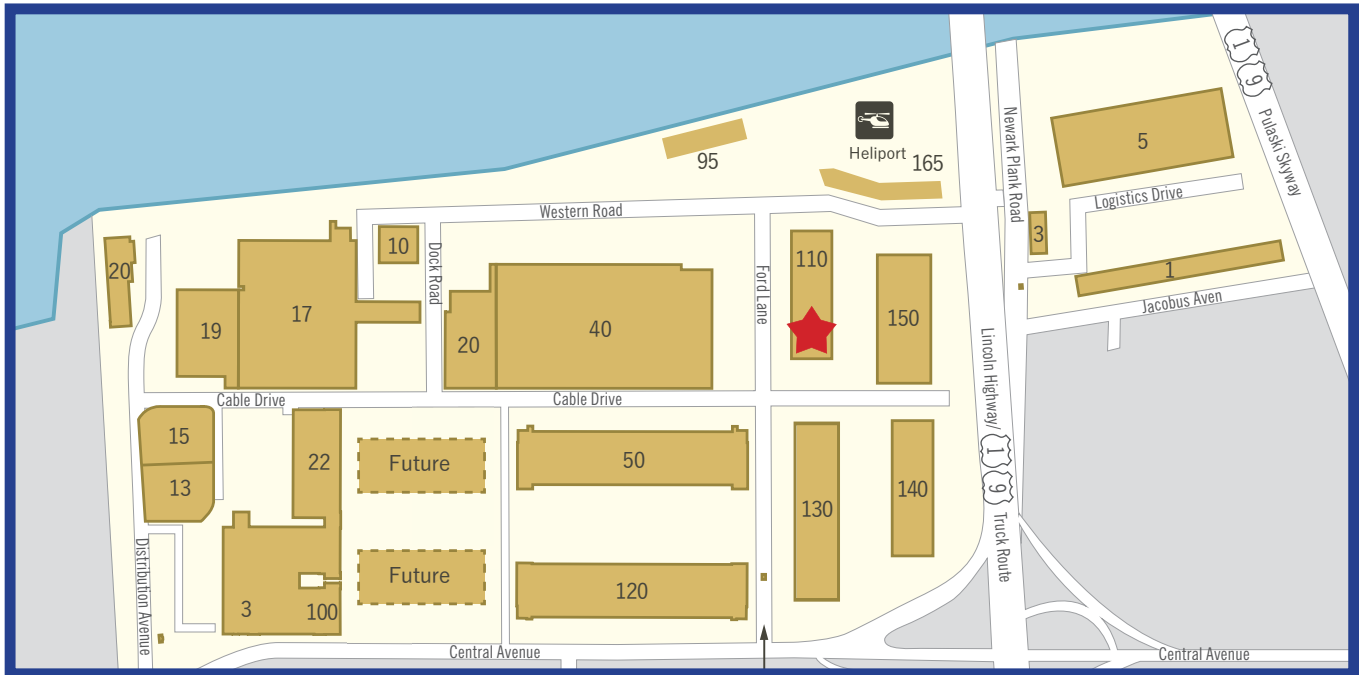 1
9
Pulaski Skyway
Newark Plank Road
5
95
Heliport
165
Logistics Drive
Western Road
3
10
Dock Road
110
Ford Lane
20
1
Jacobus Aven
17
19
20
40
150
Lincoln Highway/
1
9
Truck Route
Cable Drive
Cable Drive
15
22
Future
50
13
130
140
Distribution Avenue
Future
120
3
100
Central Avenue
Central Avenue